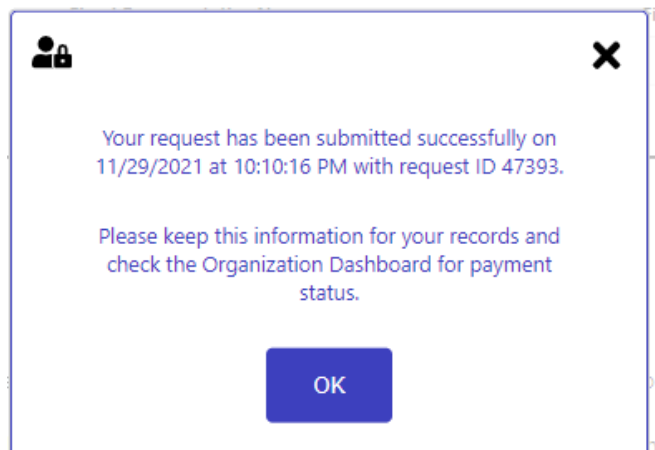 Your request has been submitted successfully on
11/29/2021 at 10:10:16 PM with request ID 47393.
Please keep this information for your records and
check the Organization Dashboard for payment
status.
OK